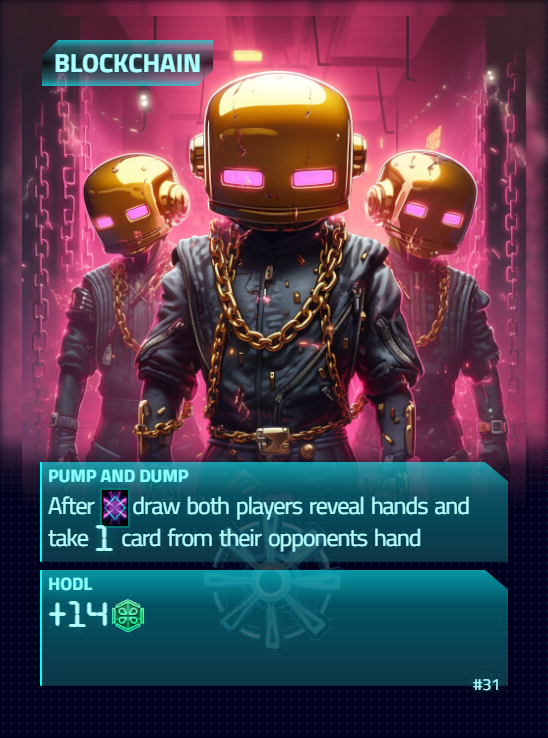 BLOCKCHAIN
PUMP AND DUMP
After draw both players reveal hands and
take 1 card from their opponents hand
HODL
+14
#31